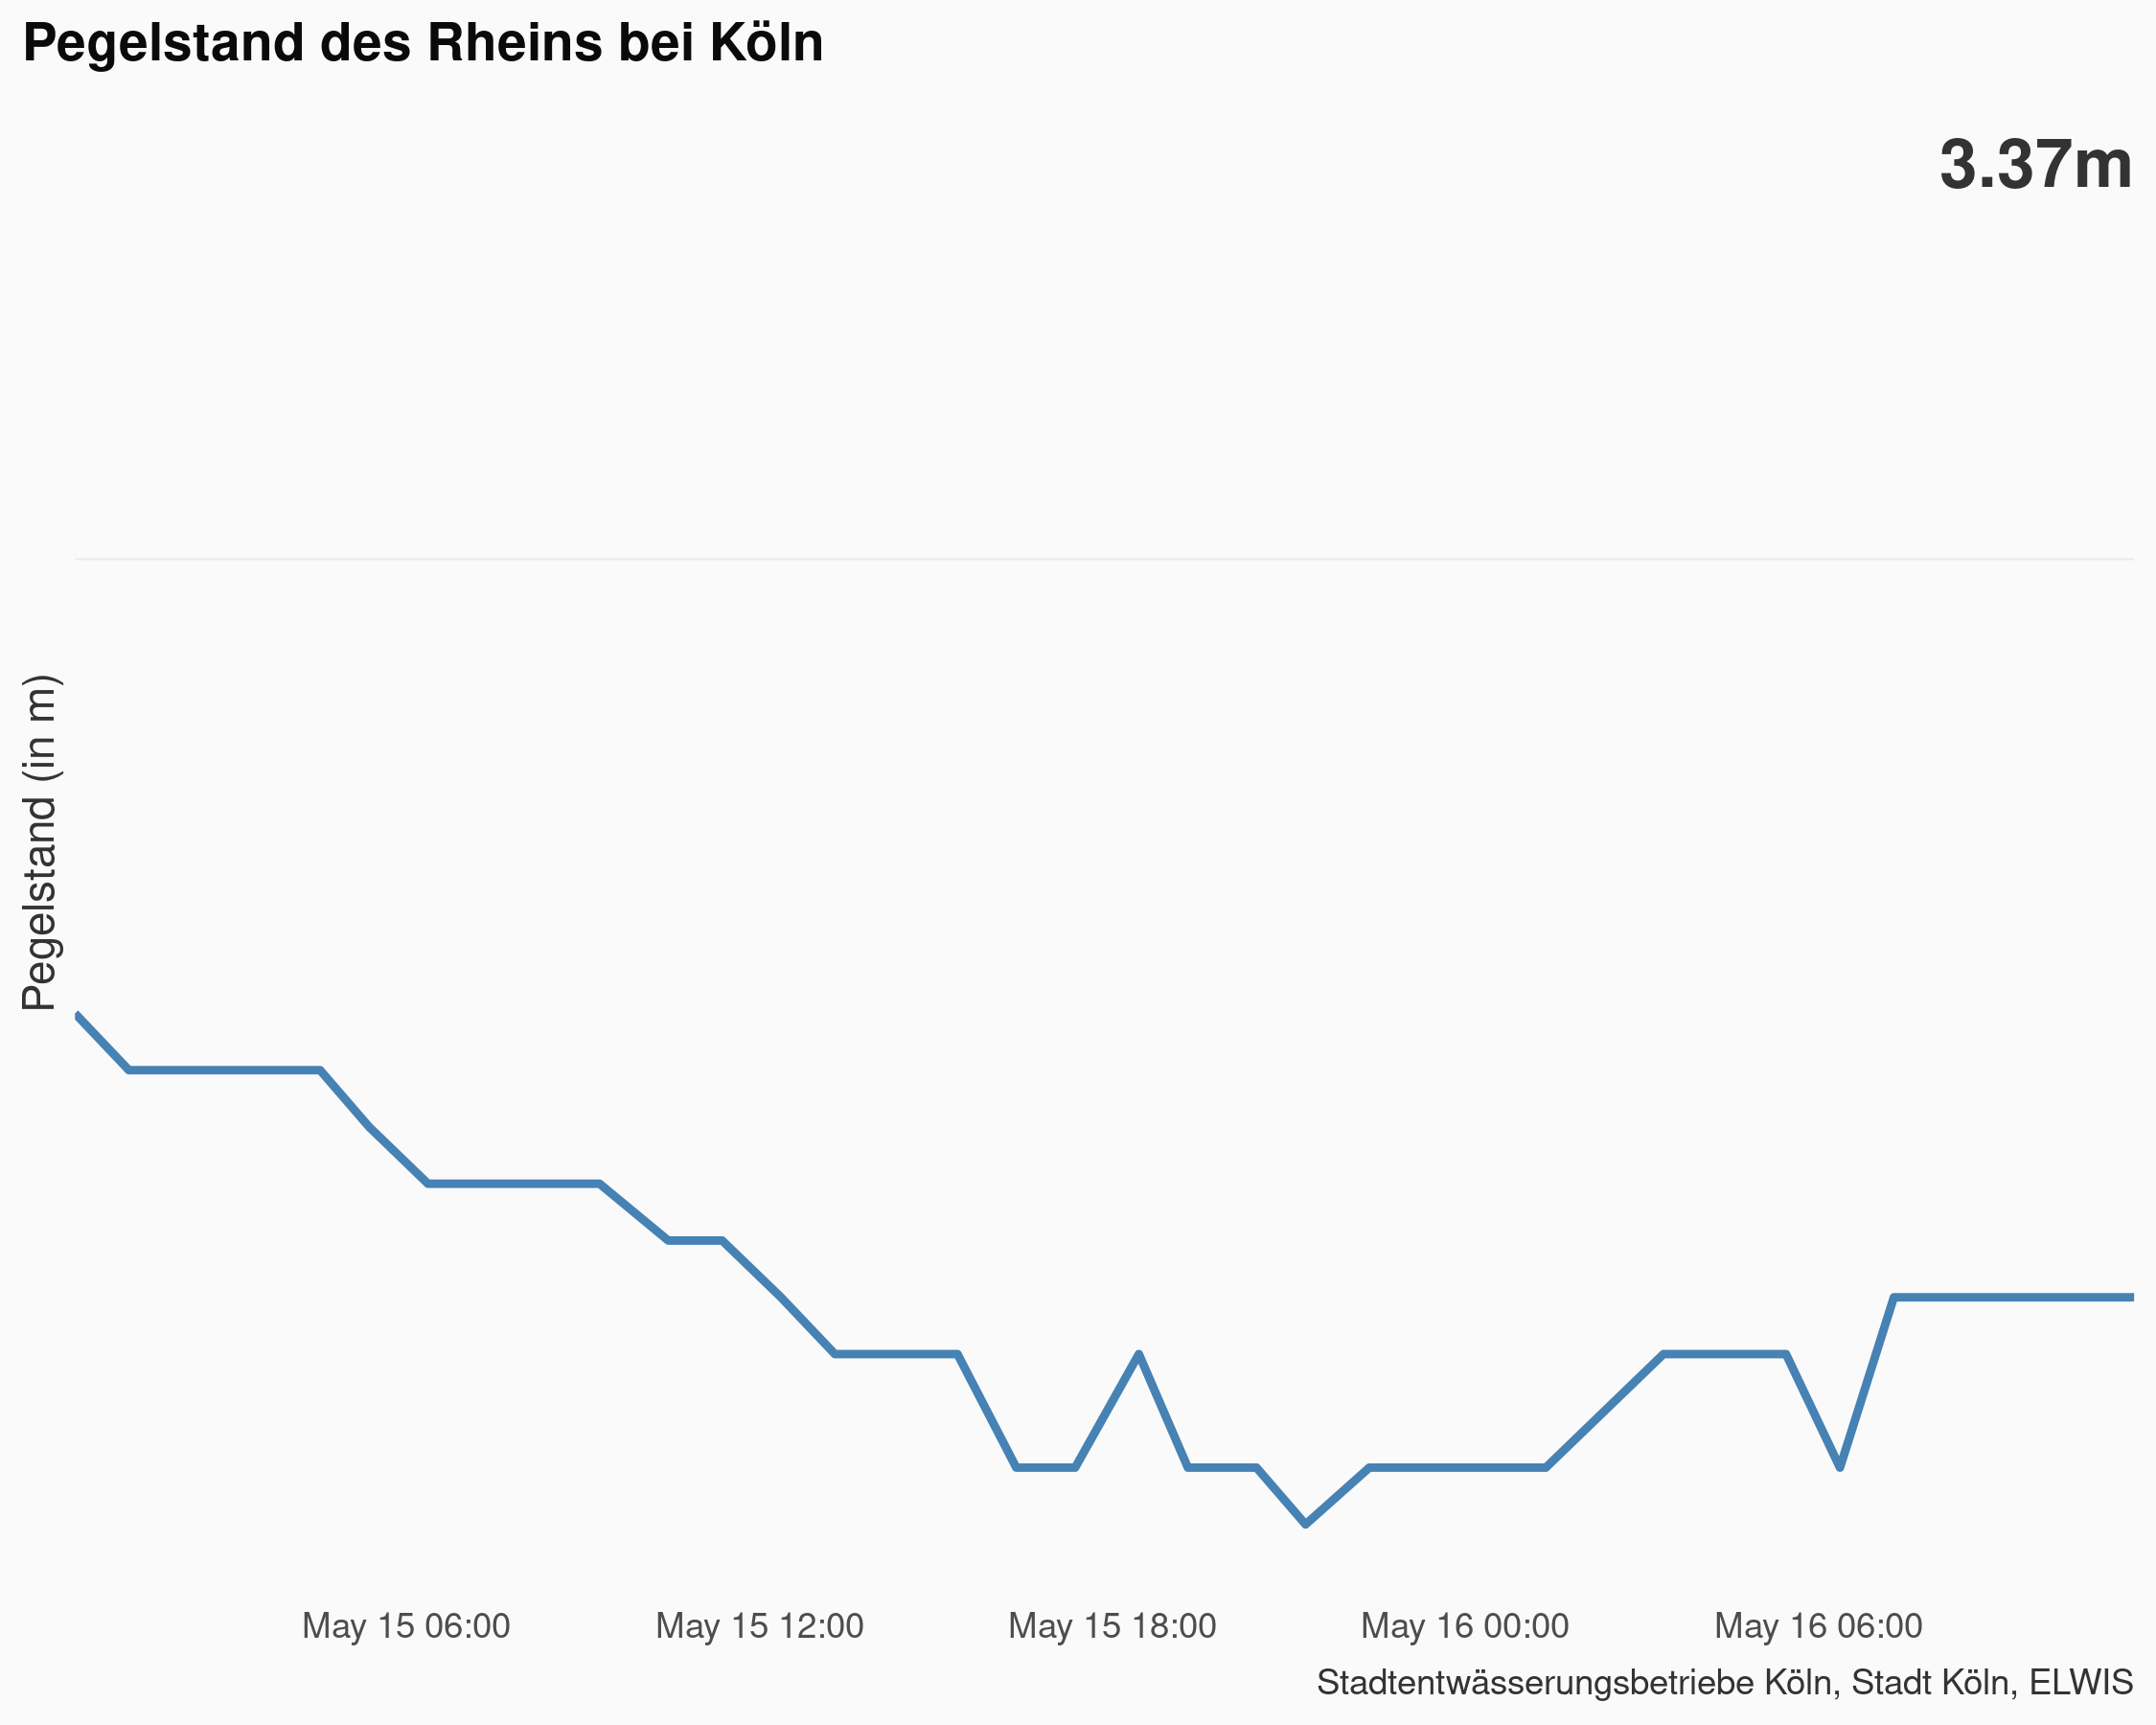 Pegelstand des Rheins bei Köln
3.37m
Pegelstand (in m)
May 15 06:00 May 15 12:00 May 15 18:00 May 16 00:00 May 16 06:00
Stadtentwässerungsbetriebe Köln, Stadt Köln, ELWIS